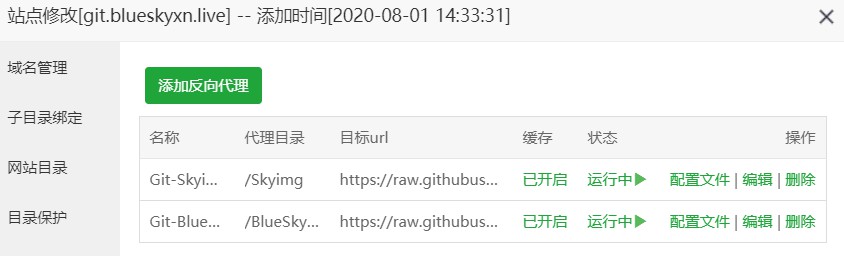 站点修改[git.blueskyxn.live] -- 添加时间[2020-08-01 14:33:31]
域名管理
子目录绑定
网站目录
目录保护
添加反向代理
名称 代理目录 目标url 缓存 状态 操作
Git-Skyi... /Skyimg https://raw.githubus... 已开启 运行中 配置文件 | 编辑 | 删除
Git-Blue... /BlueSky... https://raw.githubus... 已开启 运行中 配置文件 | 编辑 | 删除